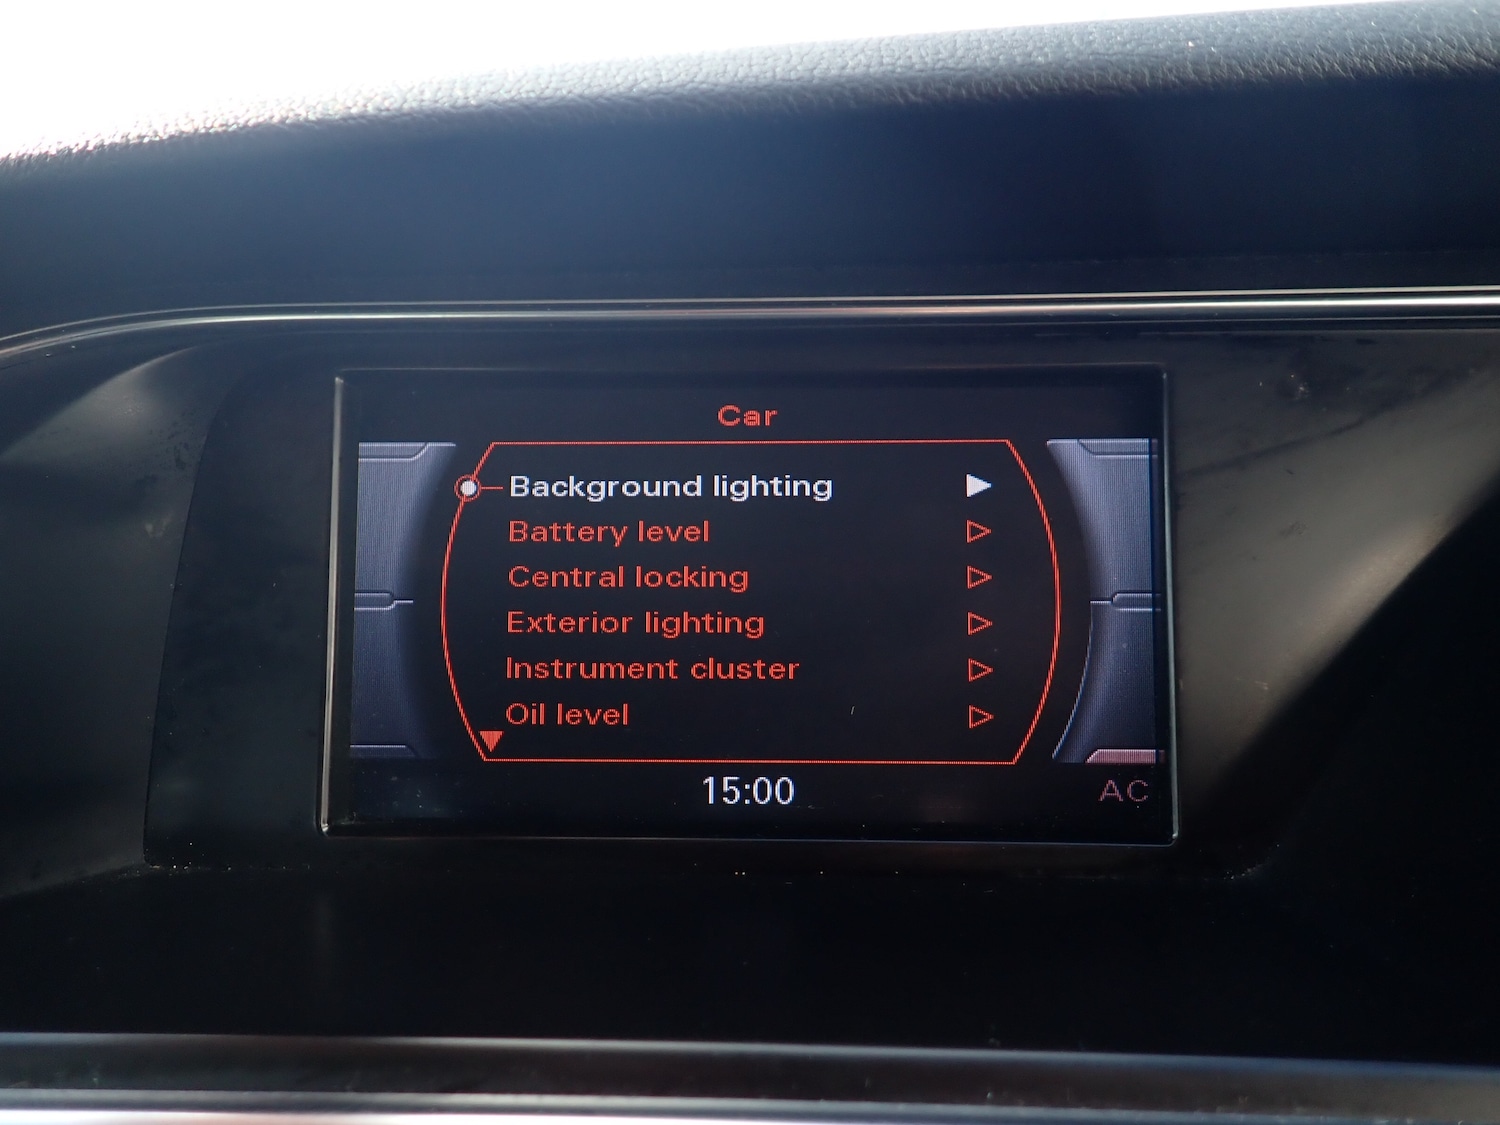 Car
Background lighting
Battery level
Central locking
Exterior lighting
Instrument cluster
Oil level
15:00
AC